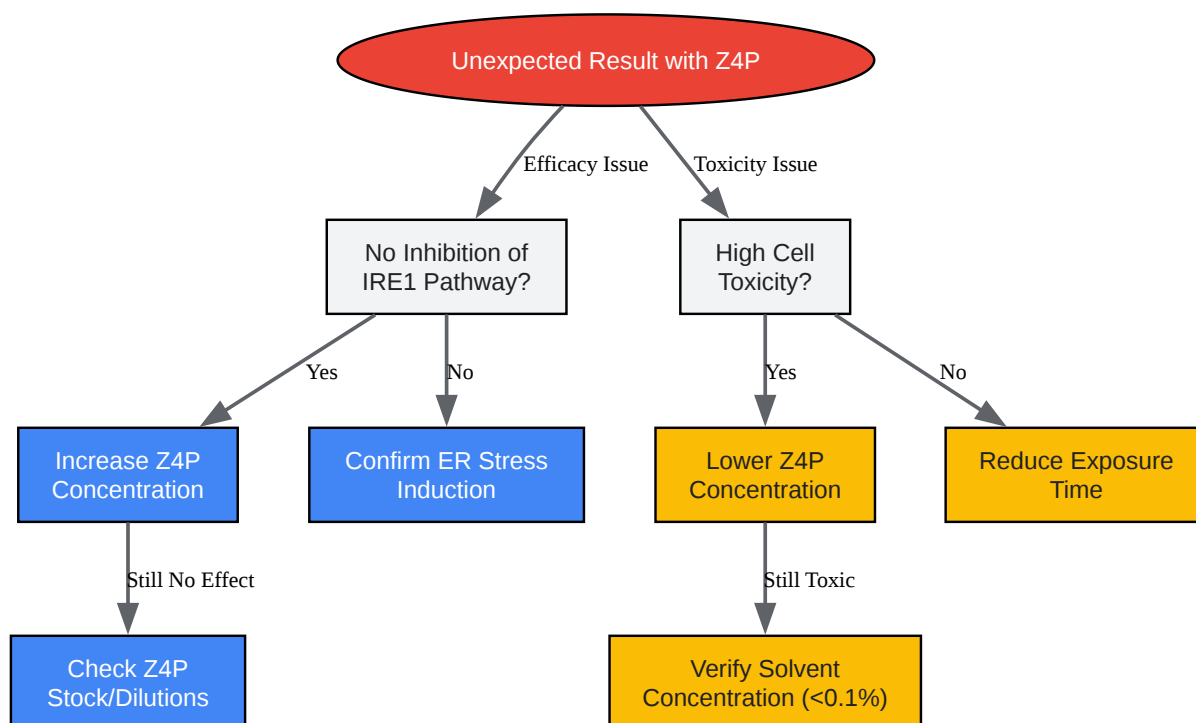 Unexpected Result with Z4P
Efficacy Issue
Toxicity Issue
No Inhibition of
IRE1 Pathway?
High Cell
Toxicity?
Yes
No
Yes
No
Increase Z4P
Concentration
Confirm ER Stress
Induction
Lower Z4P
Concentration
Reduce Exposure
Time
Still No Effect
Still Toxic
Check Z4P
Stock/Dilutions
Verify Solvent
Concentration (<0.1%)